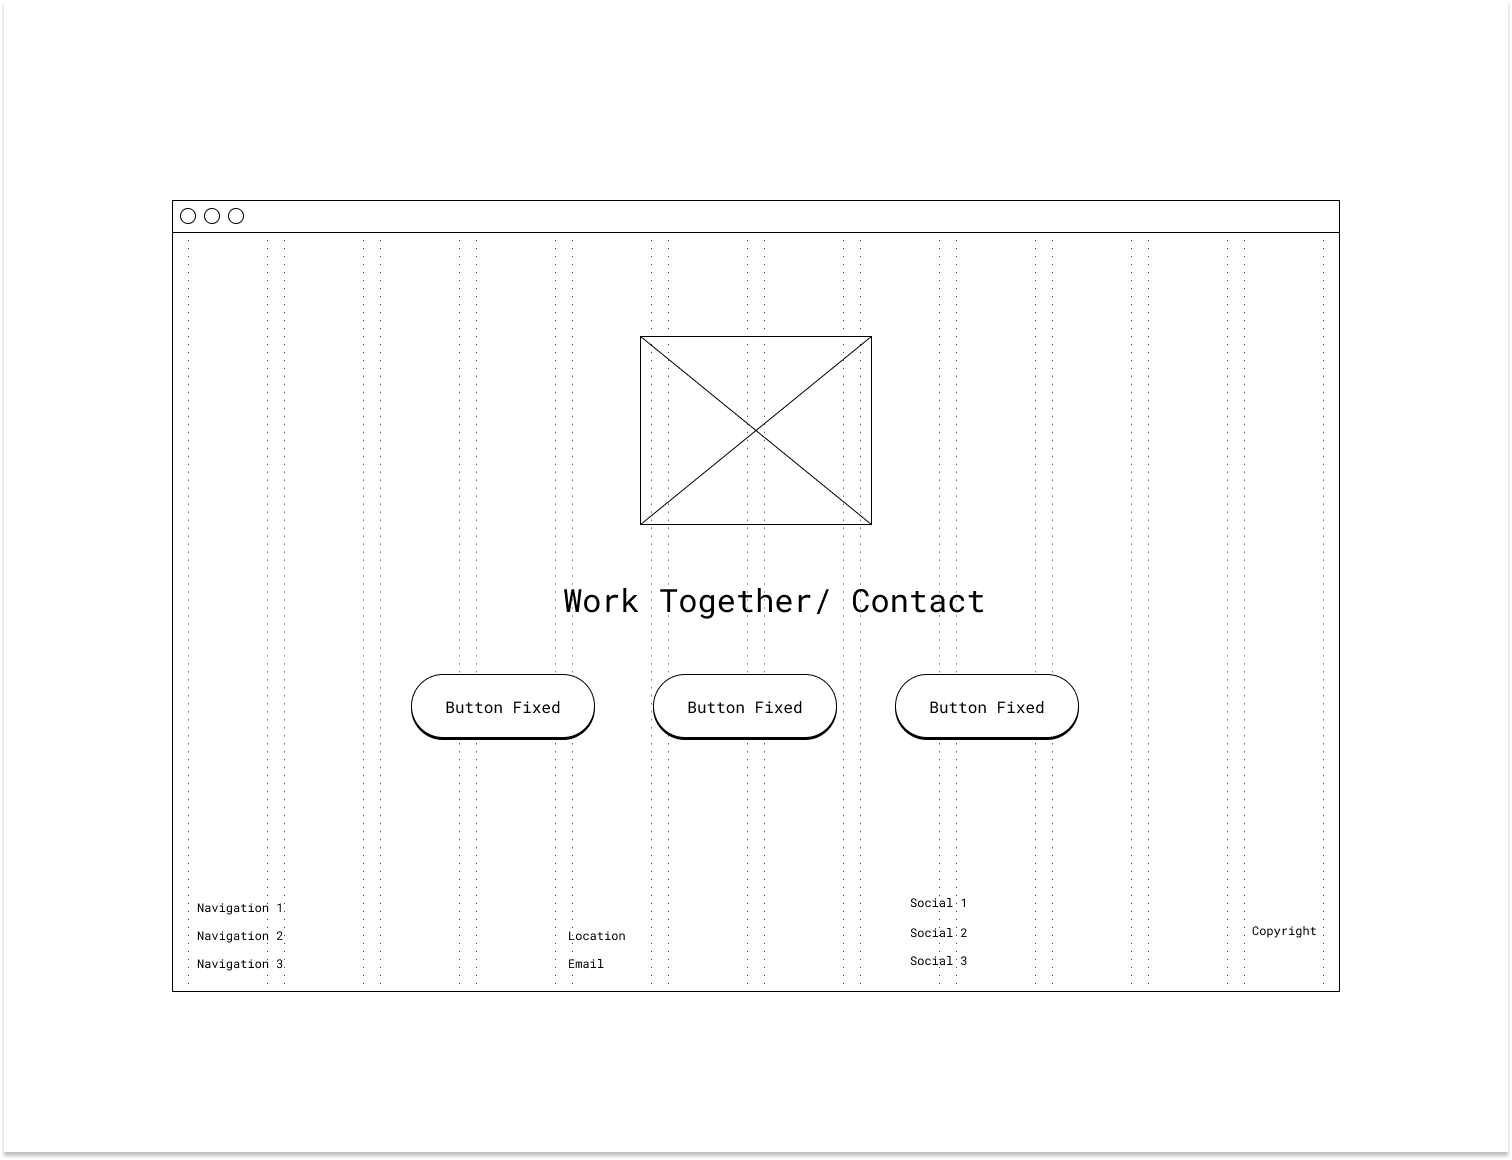 Work Together/ Contact
Button Fixed
Button Fixed
Button Fixed
Navigation 1
Navigation 2
Navigation 3
Location
Email
Social 1
Social 2
Social 3
Copyright